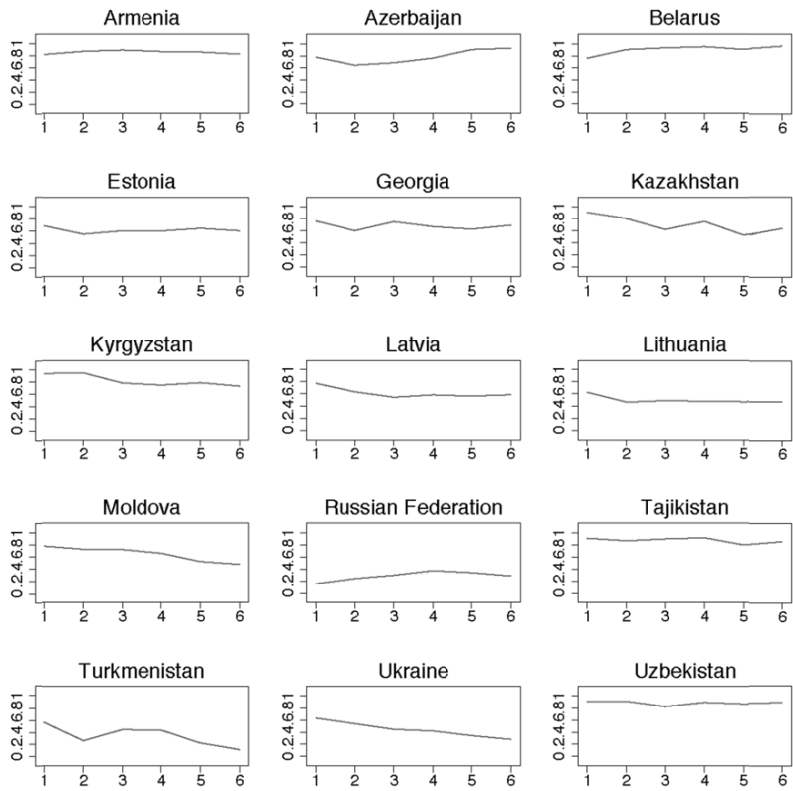 Armenia Azerbaijan Belarus
0.2.4.6.81 0.2.4.6.81 0.2.4.6.81
1 2 3 4 5 6 1 2 3 4 5 6 1 2 3 4 5 6
Estonia Georgia Kazakhstan
0.2.4.6.81 0.2.4.6.81 0.2.4.6.81
1 2 3 4 5 6 1 2 3 4 5 6 1 2 3 4 5 6
Kyrgyzstan Latvia Lithuania
0.2.4.6.81 0.2.4.6.81 0.2.4.6.81
1 2 3 4 5 6 1 2 3 4 5 6 1 2 3 4 5 6
Moldova Russian Federation Tajikistan
0.2.4.6.81 0.2.4.6.81 0.2.4.6.81
1 2 3 4 5 6 1 2 3 4 5 6 1 2 3 4 5 6
Turkmenistan Ukraine Uzbekistan
0.2.4.6.81 0.2.4.6.81 0.2.4.6.81
1 2 3 4 5 6 1 2 3 4 5 6 1 2 3 4 5 6